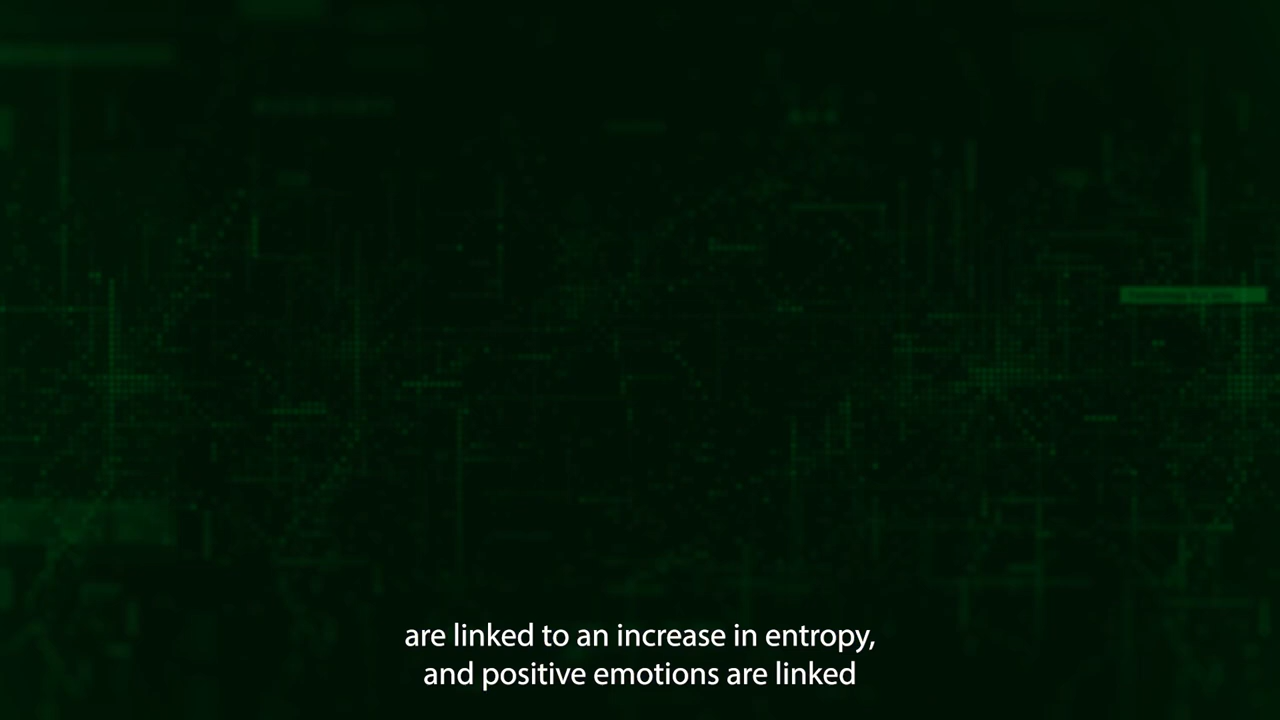 are linked to an increase in entropy,
and positive emotions are linked